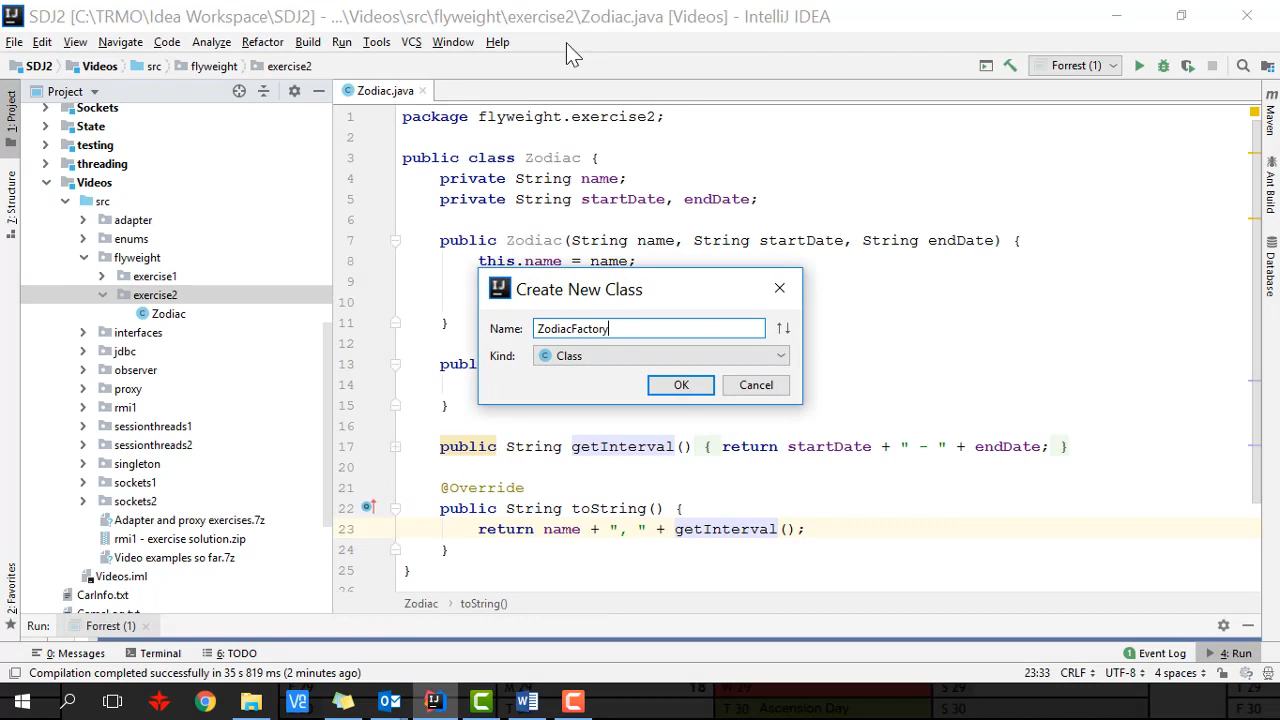 SDJ2 [C:\TRMO\Idea Workspace\SDJ2] - ...\Videos\src\flyweight\exercise2\Zodiac.java [Videos] - IntelliJ IDEA
File Edit View Navigate Code Analyze Refactor Build Run Tools VCS Window Help
SDJ2 Videos src flyweight exercise2 Forrest (1)
Project
Zodiac.java
1: Project
Z: Structure
2: Favorites
Maven
Ant Build
Database
Sockets
State
testing
threading
Videos
src
adapter
enums
flyweight
exercise1
exercise2
Zodiac
interfaces
jdbc
observer
proxy
rmi1
sessionthreads1
sessionthreads2
singleton
sockets1
sockets2
Adapter and proxy exercises.7z
rmi1 - exercise solution.zip
Video examples so far.7z
Videos.iml
CarInfo.txt
1 package flyweight.exercise2;
2
3 public class Zodiac {
4 private String name;
5 private String startDate, endDate;
6
7 public Zodiac(String name, String startDate, String endDate) {
8 this.name = name;
9
10
11 }
12
13 publ
14
15 }
16
17 public String getInterval() { return startDate + " - " + endDate; }
20
21 @Override
22 public String toString() {
23 return name + ", " + getInterval();
24 }
25 }
26
Create New Class
Name: ZodiacFactory
Kind: Class
OK Cancel
Zodiac toString()
Run: Forrest (1)
0: Messages Terminal 6: TODO 1 Event Log 4: Run
Compilation completed successfully in 35 s 819 ms (2 minutes ago) 23:33 CRLF UTF-8 4 spaces
18
T 30 Ascension Day
S 29
S 30